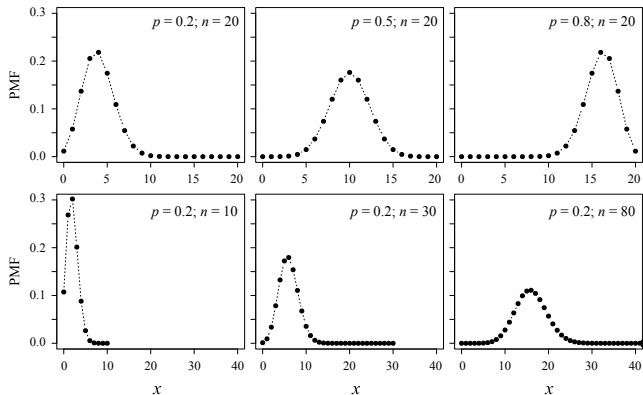 PMF
0.0
0.1
0.2
0.3
p = 0.2; n = 20
0 5 10 15 20
p = 0.5; n = 20
0 5 10 15 20
p = 0.8; n = 20
0 5 10 15 20
PMF
0.0
0.1
0.2
0.3
p = 0.2; n = 10
0 10 20 30 40
x
p = 0.2; n = 30
0 10 20 30 40
x
p = 0.2; n = 80
0 10 20 30 40
x